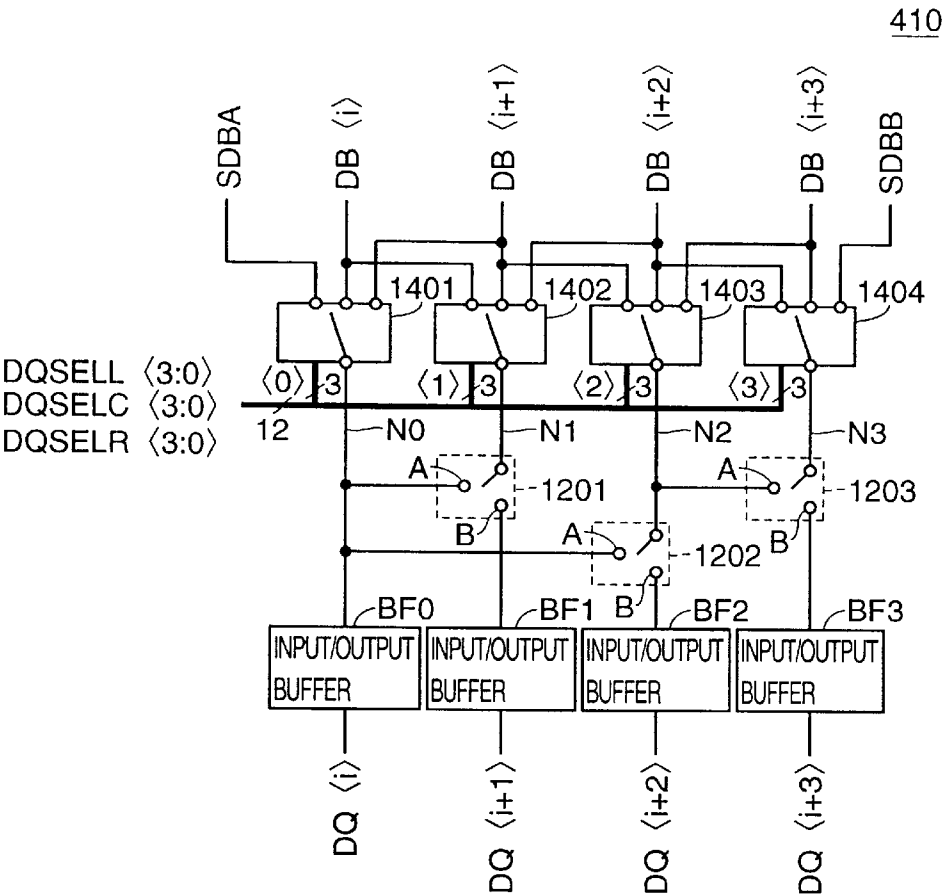 410
SDBA
DB ⟨i⟩
DB ⟨i+1⟩
DB ⟨i+2⟩
DB ⟨i+3⟩
SDBB
1401
1402
1403
1404
DQSELL ⟨3:0⟩
DQSELC ⟨3:0⟩
DQSELR ⟨3:0⟩
⟨0⟩
3
⟨1⟩
3
⟨2⟩
3
⟨3⟩
3
12
N0
N1
N2
N3
A
B
1201
A
B
1202
A
B
1203
BF0
BF1
BF2
BF3
INPUT/OUTPUT
BUFFER
INPUT/OUTPUT
BUFFER
INPUT/OUTPUT
BUFFER
INPUT/OUTPUT
BUFFER
DQ ⟨i⟩
DQ ⟨i+1⟩
DQ ⟨i+2⟩
DQ ⟨i+3⟩